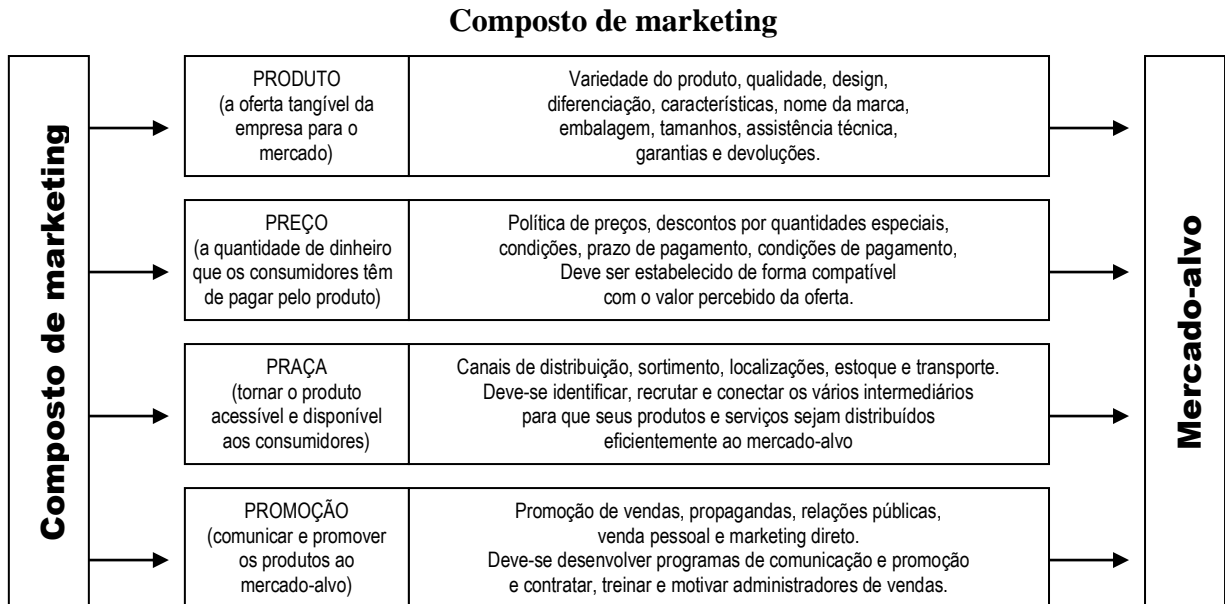 Composto de marketing
Composto de marketing
PRODUTO
(a oferta tangível da
empresa para o
mercado)
Variedade do produto, qualidade, design,
diferenciação, características, nome da marca,
embalagem, tamanhos, assistência técnica,
garantias e devoluções.
PREÇO
(a quantidade de dinheiro
que os consumidores têm
de pagar pelo produto)
Política de preços, descontos por quantidades especiais,
condições, prazo de pagamento, condições de pagamento,
Deve ser estabelecido de forma compatível
com o valor percebido da oferta.
PRAÇA
(tornar o produto
acessível e disponível
aos consumidores)
Canais de distribuição, sortimento, localizações, estoque e transporte.
Deve-se identificar, recrutar e conectar os vários intermediários
para que seus produtos e serviços sejam distribuídos
eficientemente ao mercado-alvo
PROMOÇÃO
(comunicar e promover
os produtos ao
mercado-alvo)
Promoção de vendas, propagandas, relações públicas,
venda pessoal e marketing direto.
Deve-se desenvolver programas de comunicação e promoção
e contratar, treinar e motivar administradores de vendas.
Mercado-alvo